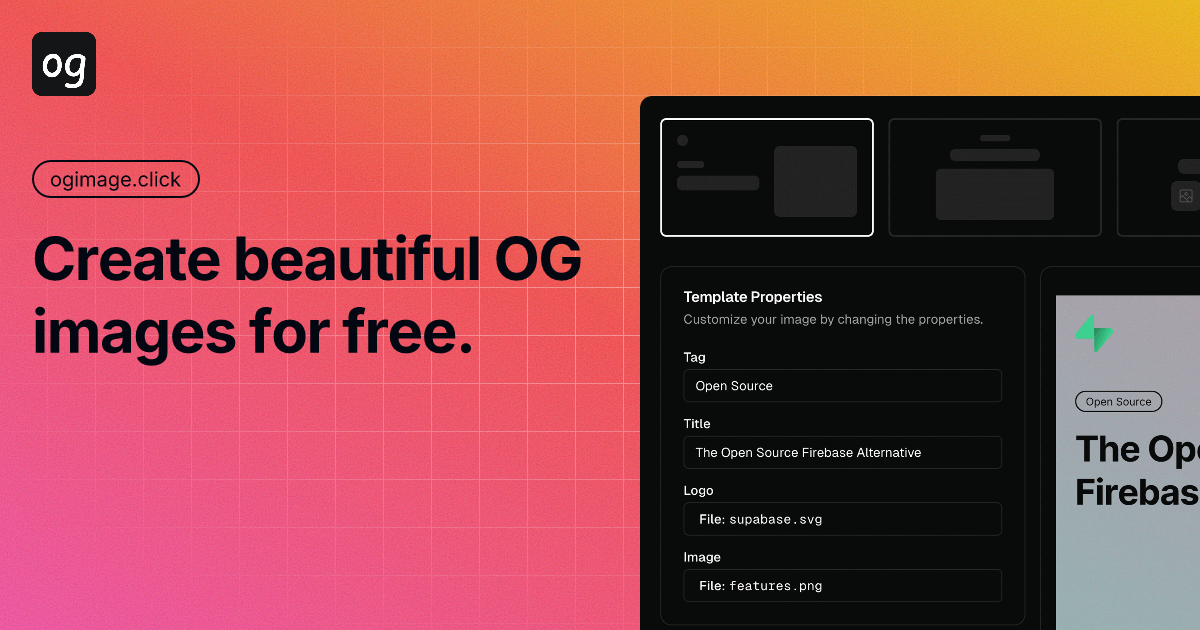 og
ogimage.click
Create beautiful OG
images for free.
Template Properties
Customize your image by changing the properties.
Tag
Open Source
Title
The Open Source Firebase Alternative
Logo
File: supabase.svg
Image
File: features.png
Open Source
The Ope
Firebas